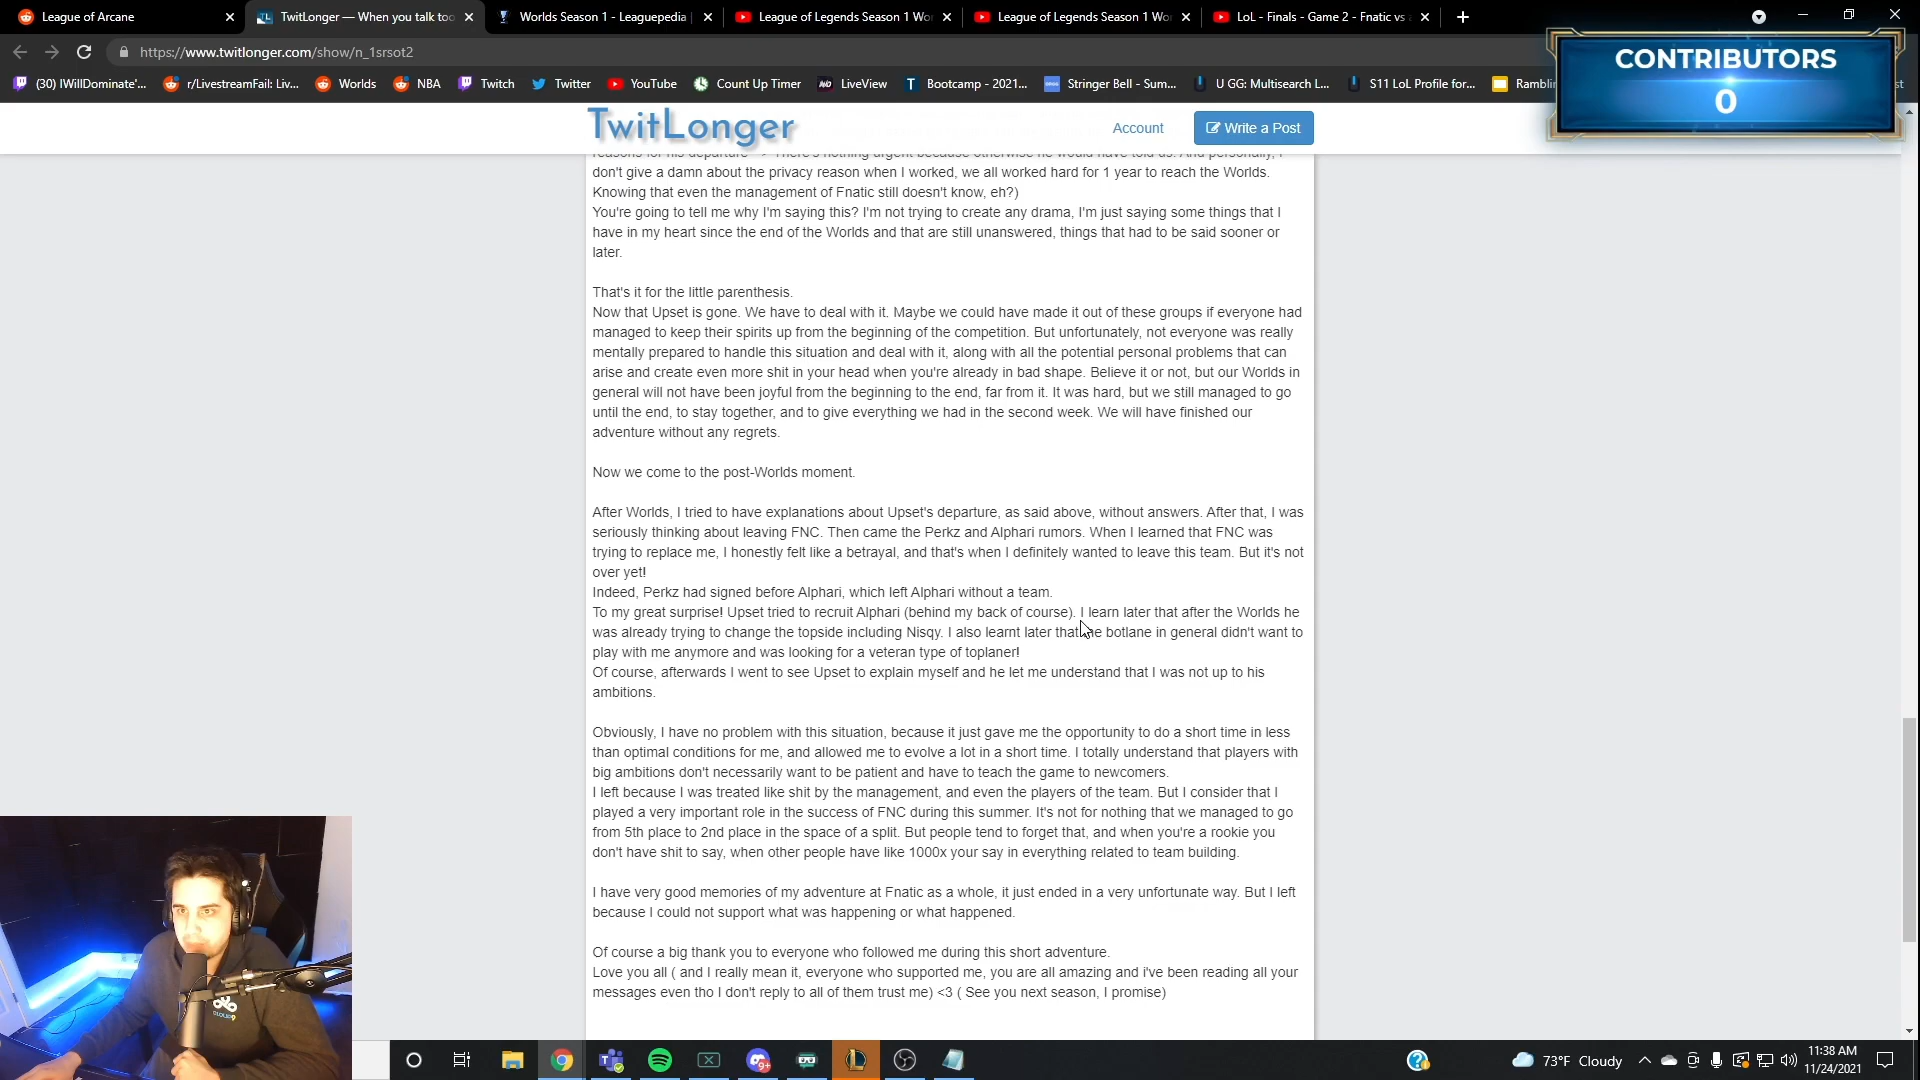 League of Arcane
TwitLonger — When you talk too
Worlds Season 1 - Leaguepedia
League of Legends Season 1 Wo
League of Legends Season 1 Wo
LoL - Finals - Game 2 - Fnatic vs
https://www.twitlonger.com/show/n_1srsot2
(30) IWillDominate'...
r/LivestreamFail: Liv...
Worlds
NBA
Twitch
Twitter
YouTube
Count Up Timer
LiveView
Bootcamp - 2021...
Stringer Bell - Sum...
U GG: Multisearch L...
S11 LoL Profile for...
CONTRIBUTORS
0
TwitLonger
Account
Write a Post
reasons for his departure --> There's nothing urgent because otherwise he would have told us. And personally, I
don't give a damn about the privacy reason when I worked, we all worked hard for 1 year to reach the Worlds.
Knowing that even the management of Fnatic still doesn't know, eh?)
You're going to tell me why I'm saying this? I'm not trying to create any drama, I'm just saying some things that I
have in my heart since the end of the Worlds and that are still unanswered, things that had to be said sooner or
later.
That's it for the little parenthesis.
Now that Upset is gone. We have to deal with it. Maybe we could have made it out of these groups if everyone had
managed to keep their spirits up from the beginning of the competition. But unfortunately, not everyone was really
mentally prepared to handle this situation and deal with it, along with all the potential personal problems that can
arise and create even more shit in your head when you're already in bad shape. Believe it or not, but our Worlds in
general will not have been joyful from the beginning to the end, far from it. It was hard, but we still managed to go
until the end, to stay together, and to give everything we had in the second week. We will have finished our
adventure without any regrets.
Now we come to the post-Worlds moment.
After Worlds, I tried to have explanations about Upset's departure, as said above, without answers. After that, I was
seriously thinking about leaving FNC. Then came the Perkz and Alphari rumors. When I learned that FNC was
trying to replace me, I honestly felt like a betrayal, and that's when I definitely wanted to leave this team. But it's not
over yet!
Indeed, Perkz had signed before Alphari, which left Alphari without a team.
To my great surprise! Upset tried to recruit Alphari (behind my back of course). I learn later that after the Worlds he
was already trying to change the topside including Nisqy. I also learnt later that he botlane in general didn't want to
play with me anymore and was looking for a veteran type of toplaner!
Of course, afterwards I went to see Upset to explain myself and he let me understand that I was not up to his
ambitions.
Obviously, I have no problem with this situation, because it just gave me the opportunity to do a short time in less
than optimal conditions for me, and allowed me to evolve a lot in a short time. I totally understand that players with
big ambitions don't necessarily want to be patient and have to teach the game to newcomers.
I left because I was treated like shit by the management, and even the players of the team. But I consider that I
played a very important role in the success of FNC during this summer. It's not for nothing that we managed to go
from 5th place to 2nd place in the space of a split. But people tend to forget that, and when you're a rookie you
don't have shit to say, when other people have like 1000x your say in everything related to team building.
I have very good memories of my adventure at Fnatic as a whole, it just ended in a very unfortunate way. But I left
because I could not support what was happening or what happened.
Of course a big thank you to everyone who followed me during this short adventure.
Love you all ( and I really mean it, everyone who supported me, you are all amazing and i've been reading all your
messages even tho I don't reply to all of them trust me) <3 ( See you next season, I promise)
CLOUD9
73°F Cloudy
11:38 AM
11/24/2021